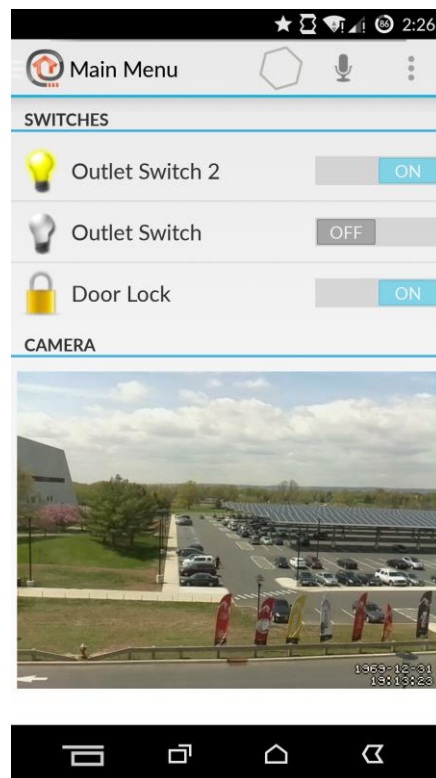 86 2:26
Main Menu
SWITCHES
Outlet Switch 2 ON
Outlet Switch OFF
Door Lock ON
CAMERA
1969-12-31
19:13:23